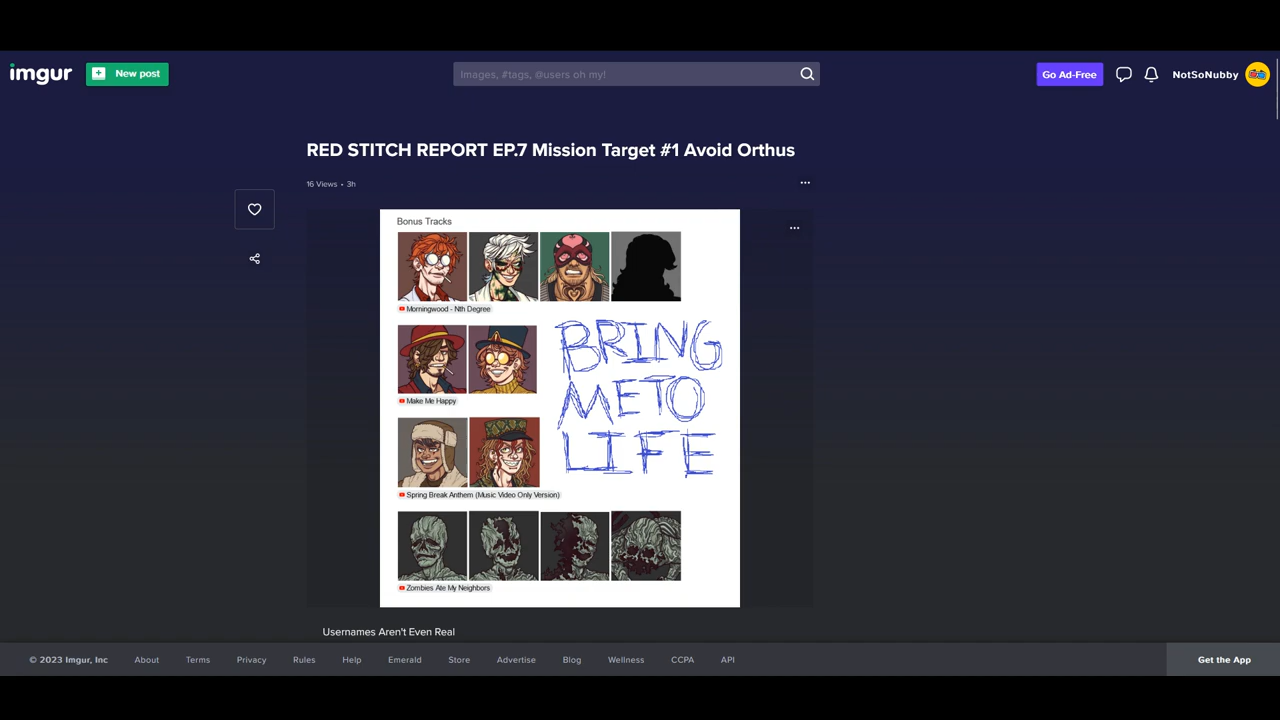 imgur
New post
Images, #tags, @users oh my!
Go Ad-Free
NotSoNubby
RED STITCH REPORT EP.7 Mission Target #1 Avoid Orthus
16 Views • 3h
Bonus Tracks
Morningwood - Nth Degree
BRING
ME TO
LIFE
Make Me Happy
Spring Break Anthem (Music Video Only Version)
Zombies Ate My Neighbors
Usernames Aren't Even Real
© 2023 Imgur, Inc About Terms Privacy Rules Help Emerald Store Advertise Blog Wellness CCPA API Get the App